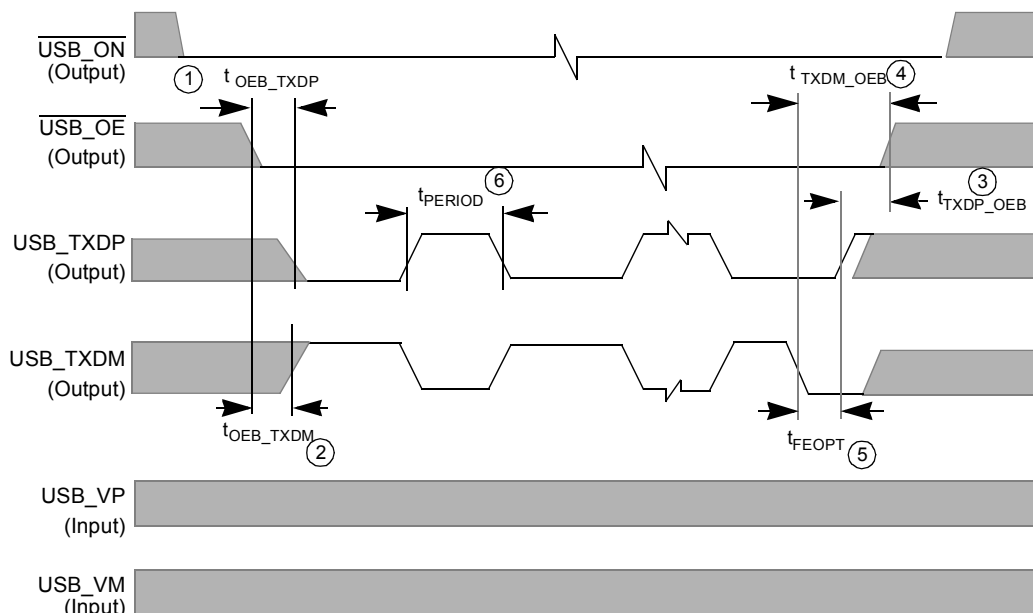 USB_ON
(Output)
1
t OEB_TXDP
t TXDM_OEB
4
USB_OE
(Output)
tPERIOD
6
3
tTXDP_OEB
USB_TXDP
(Output)
USB_TXDM
(Output)
tOEB_TXDM
2
tFEOPT
5
USB_VP
(Input)
USB_VM
(Input)